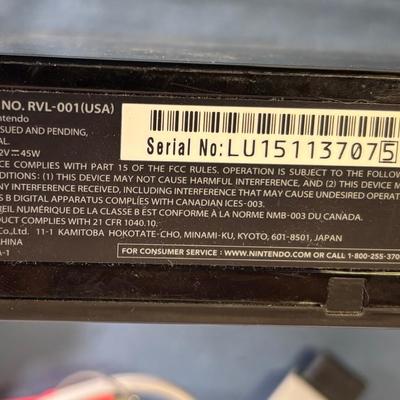 NO. RVL-001(USA)
ntendo
SUED AND PENDING,
AL.
2V⎓45W
Serial No:LU151137075
CE COMPLIES WITH PART 15 OF THE FCC RULES. OPERATION IS SUBJECT TO THE FOLLOWING
CONDITIONS: (1) THIS DEVICE MAY NOT CAUSE HARMFUL INTERFERENCE, AND (2) THIS DEVICE
NY INTERFERENCE RECEIVED, INCLUDING INTERFERENCE THAT MAY CAUSE UNDESIRED OPERAT
S B DIGITAL APPARATUS COMPLIES WITH CANADIAN ICES-003.
EIL NUMÉRIQUE DE LA CLASSE B EST CONFORME À LA NORME NMB-003 DU CANADA.
DUCT COMPLIES WITH 21 CFR 1040.10.
Co., Ltd. 11-1 KAMITOBA HOKOTATE-CHO, MINAMI-KU, KYOTO, 601-8501, JAPAN
CHINA
A-1
FOR CONSUMER SERVICE : WWW.NINTENDO.COM OR CALL 1-800-255-370